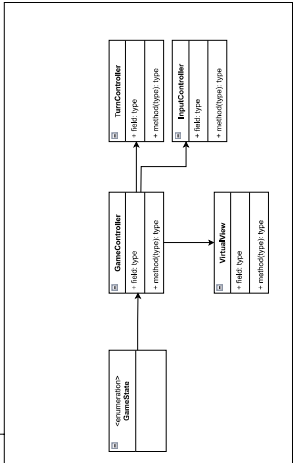 TurnController
+ field: type
+ method(type): type
InputController
+ field: type
+ method(type): type
GameController
+ field: type
+ method(type): type
VirtualView
+ field: type
+ method(type): type
<enumeration>
GameState